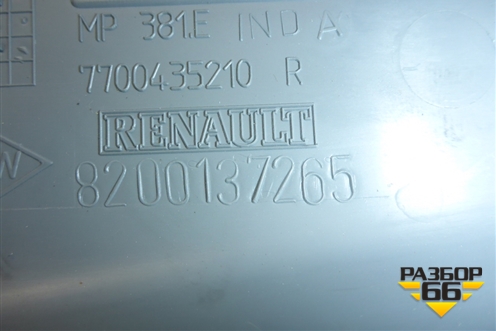 MP 381.E IND A
7700435210 R
RENAULT
8200137265
РАЗБОР
66